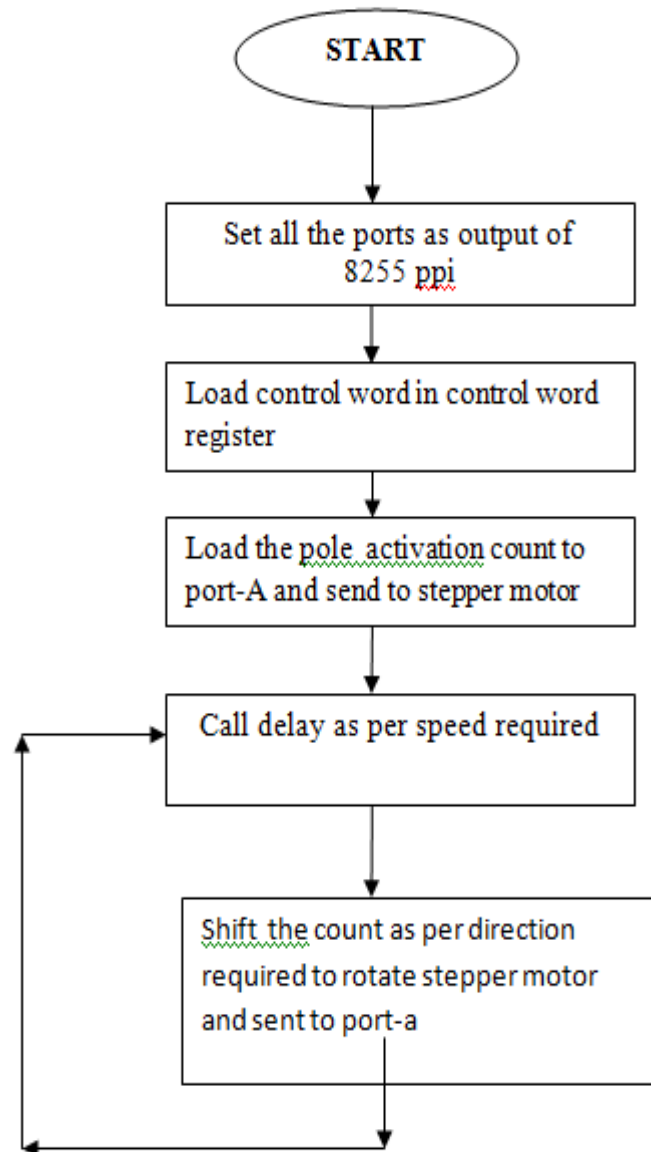 START
Set all the ports as output of
8255 ppi
Load control word in control word
register
Load the pole activation count to
port-A and send to stepper motor
Call delay as per speed required
Shift the count as per direction
required to rotate stepper motor
and sent to port-a